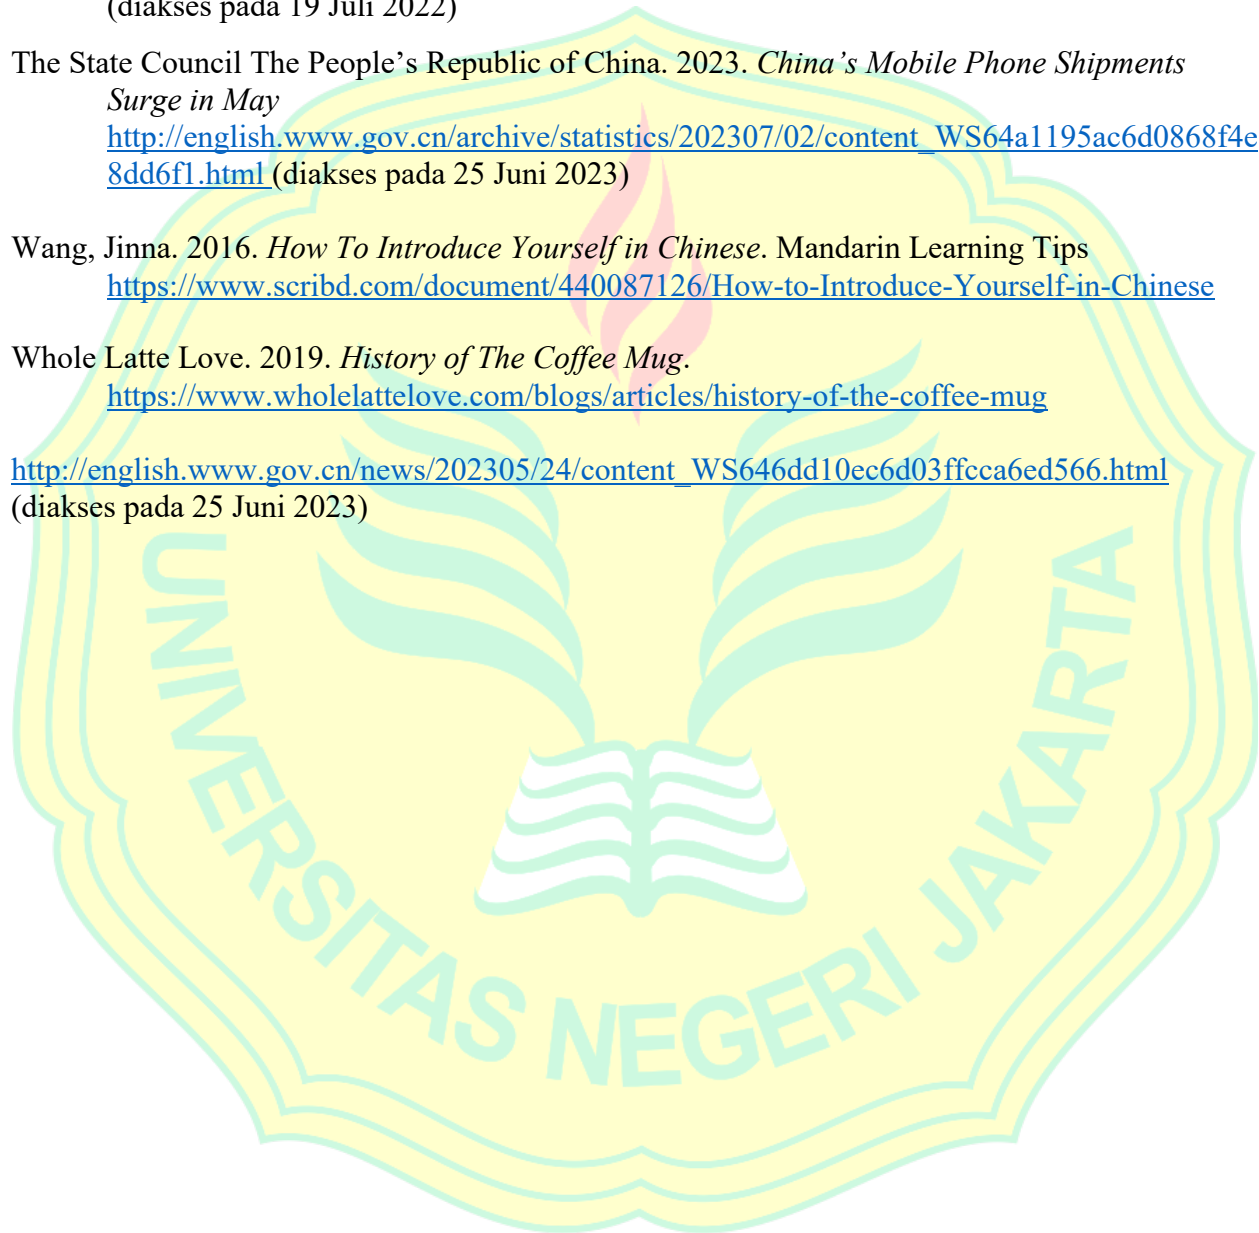 (diakses pada 19 Juli 2022)
The State Council The People’s Republic of China. 2023. China’s Mobile Phone Shipments
Surge in May
http://english.www.gov.cn/archive/statistics/202307/02/content_WS64a1195ac6d0868f4e
8dd6f1.html (diakses pada 25 Juni 2023)
Wang, Jinna. 2016. How To Introduce Yourself in Chinese. Mandarin Learning Tips
https://www.scribd.com/document/440087126/How-to-Introduce-Yourself-in-Chinese
Whole Latte Love. 2019. History of The Coffee Mug.
https://www.wholelattelove.com/blogs/articles/history-of-the-coffee-mug
http://english.www.gov.cn/news/202305/24/content_WS646dd10ec6d03ffcca6ed566.html
(diakses pada 25 Juni 2023)
UNIVERSITAS NEGERI JAKARTA